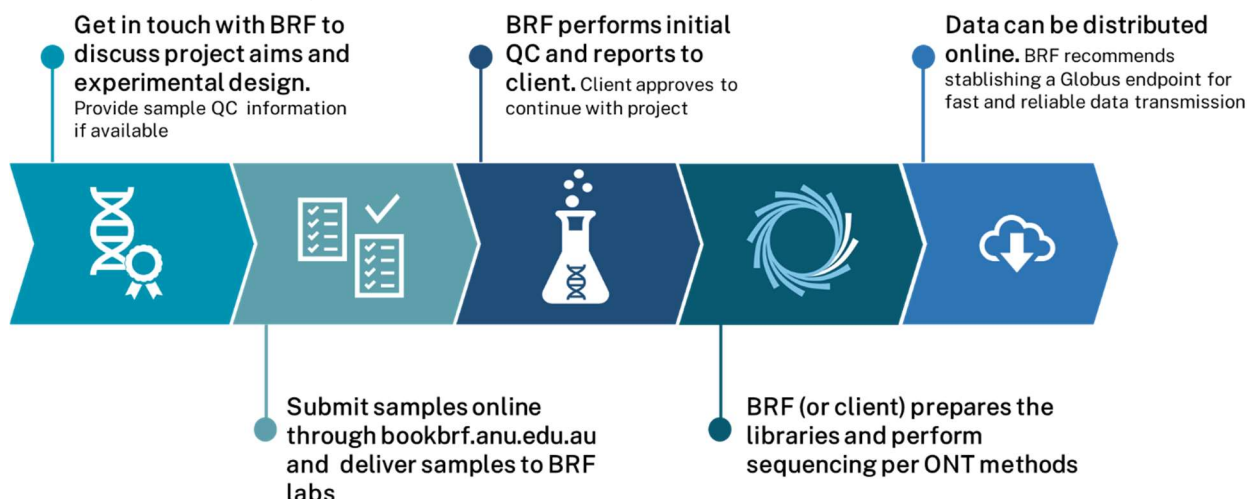 Get in touch with BRF to
discuss project aims and
experimental design.
Provide sample QC information
if available
BRF performs initial
QC and reports to
client. Client approves to
continue with project
Data can be distributed
online. BRF recommends
stablishing a Globus endpoint for
fast and reliable data transmission
Submit samples online
through bookbrf.anu.edu.au
and deliver samples to BRF
labs
BRF (or client) prepares the
libraries and perform
sequencing per ONT methods